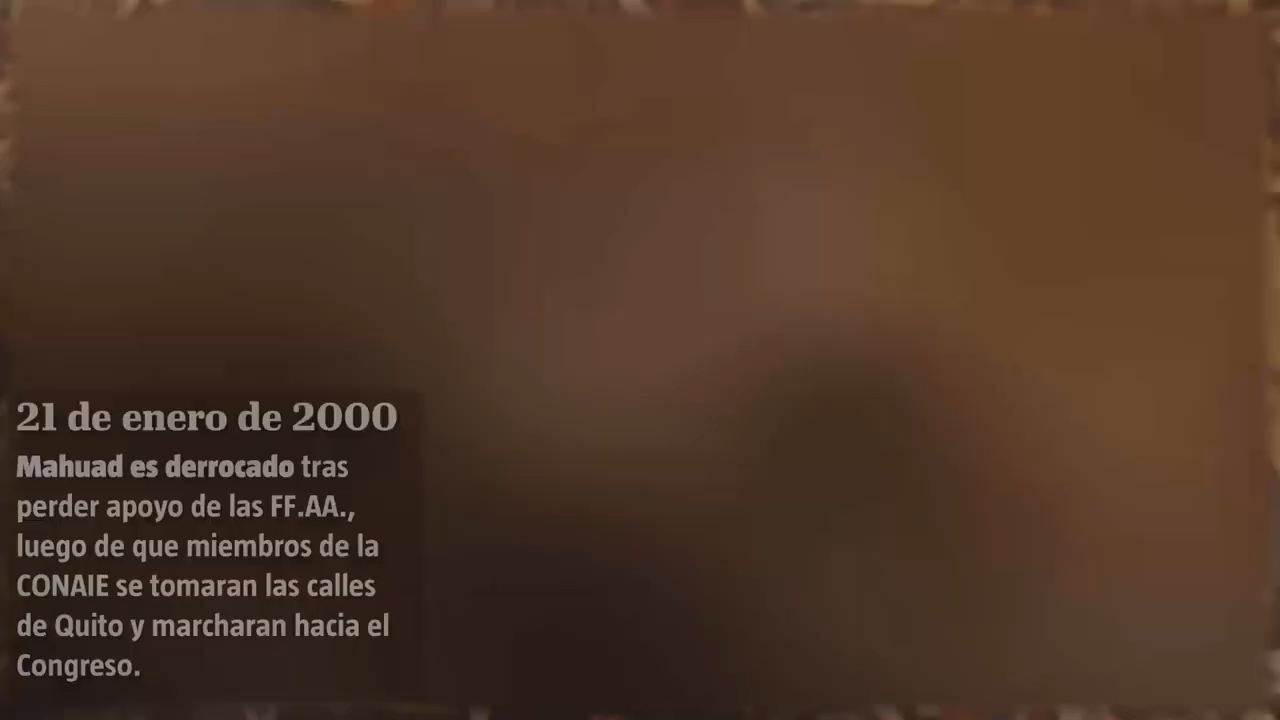 21 de enero de 2000
Mahuad es derrocado tras
perder apoyo de las FF.AA.,
luego de que miembros de la
CONAIE se tomaran las calles
de Quito y marcharan hacia el
Congreso.